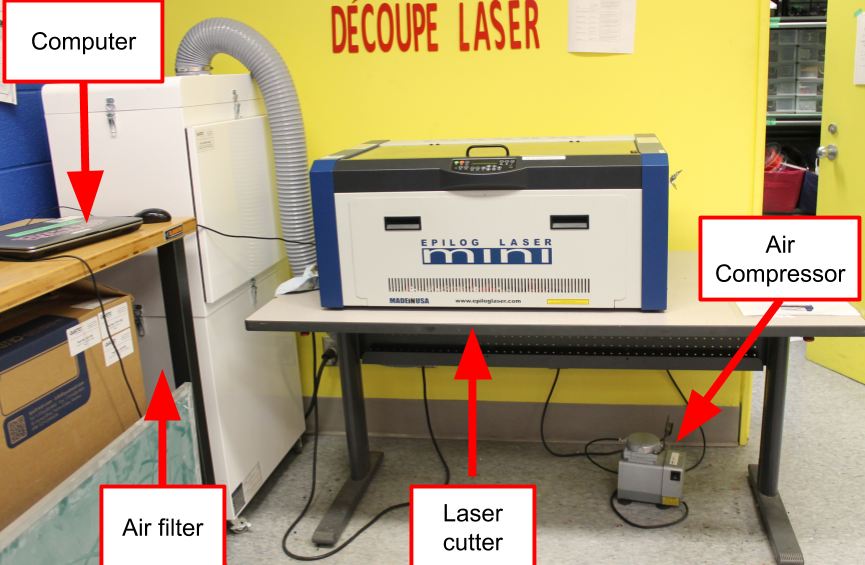 Computer
DÉCOUPE LASER
EPILOG LASER
mini
MADE IN USA
www.epiloglaser.com
Air
Compressor
Air filter
Laser
cutter